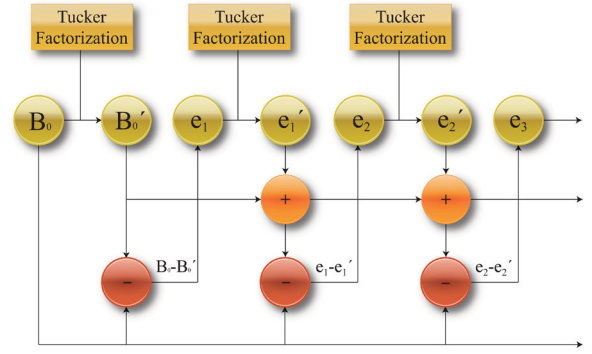 Tucker
Factorization
Tucker
Factorization
Tucker
Factorization
B₀
B₀′
e₁
e₁′
e₂
e₂′
e₃
+
+
−
B₀−B₀′
−
e₁−e₁′
−
e₂−e₂′